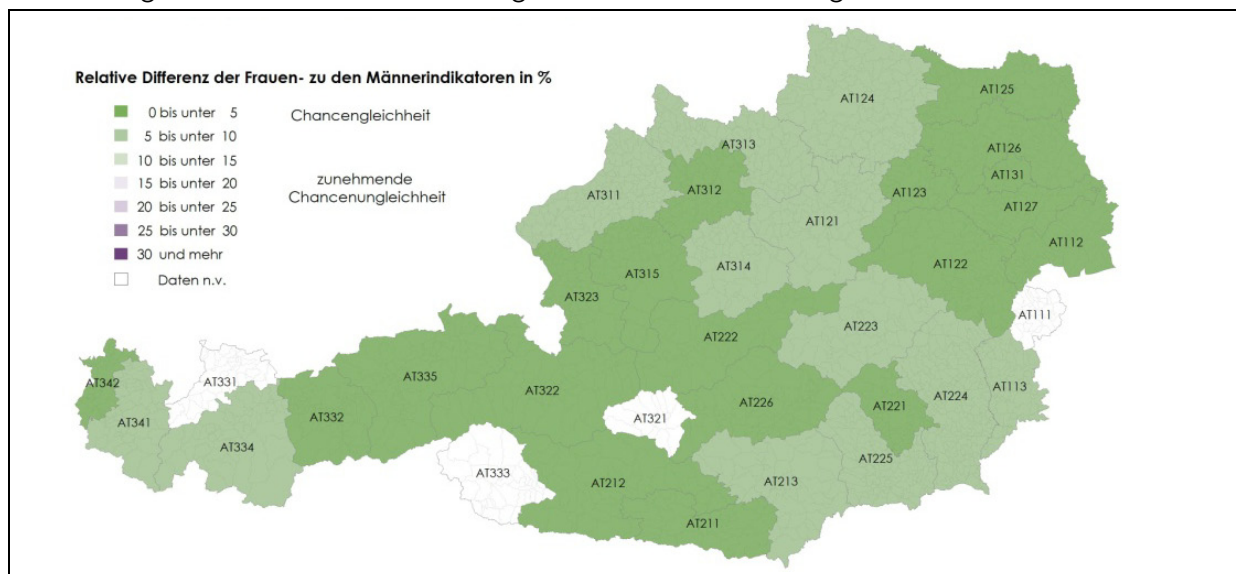 Relative Differenz der Frauen- zu den Männerindikatoren in %
0 bis unter 5 Chancengleichheit
5 bis unter 10
10 bis unter 15
15 bis unter 20 zunehmende
20 bis unter 25 Chancenungleichheit
25 bis unter 30
30 und mehr
Daten n.v.
AT124
AT125
AT313
AT126
AT131
AT311
AT312
AT123
AT127
AT121
AT112
AT314
AT122
AT315
AT323
AT111
AT223
AT222
AT331
AT342
AT335
AT322
AT113
AT341
AT332
AT321
AT226
AT221
AT224
AT334
AT225
AT333
AT212
AT213
AT211